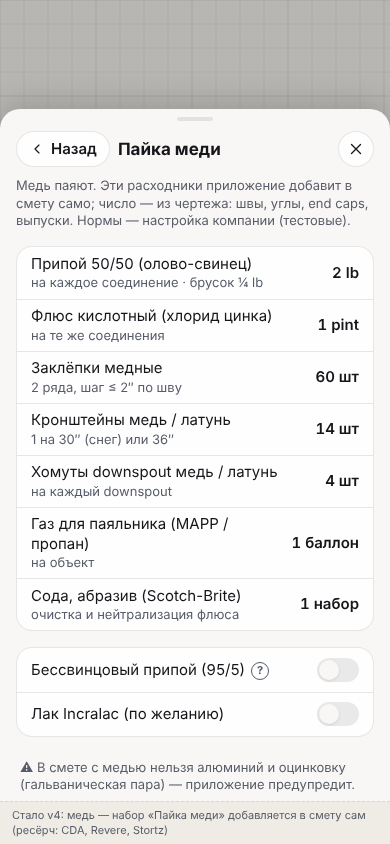 Назад
Пайка меди
Медь паяют. Эти расходники приложение добавит в
смету само; число — из чертежа: швы, углы, end caps,
выпуски. Нормы — настройка компании (тестовые).
Припой 50/50 (олово-свинец)
на каждое соединение · брусок ¼ lb
2 lb
Флюс кислотный (хлорид цинка)
на те же соединения
1 pint
Заклёпки медные
2 ряда, шаг ≤ 2″ по шву
60 шт
Кронштейны медь / латунь
1 на 30″ (снег) или 36″
14 шт
Хомуты downspout медь / латунь
на каждый downspout
4 шт
Газ для паяльника (MAPP /
пропан)
на объект
1 баллон
Сода, абразив (Scotch-Brite)
очистка и нейтрализация флюса
1 набор
Бессвинцовый припой (95/5) ?
Лак Incralac (по желанию)
⚠ В смете с медью нельзя алюминий и оцинковку
(гальваническая пара) — приложение предупредит.
Стало v4: медь — набор «Пайка меди» добавляется в смету сам
(ресёрч: CDA, Revere, Stortz)